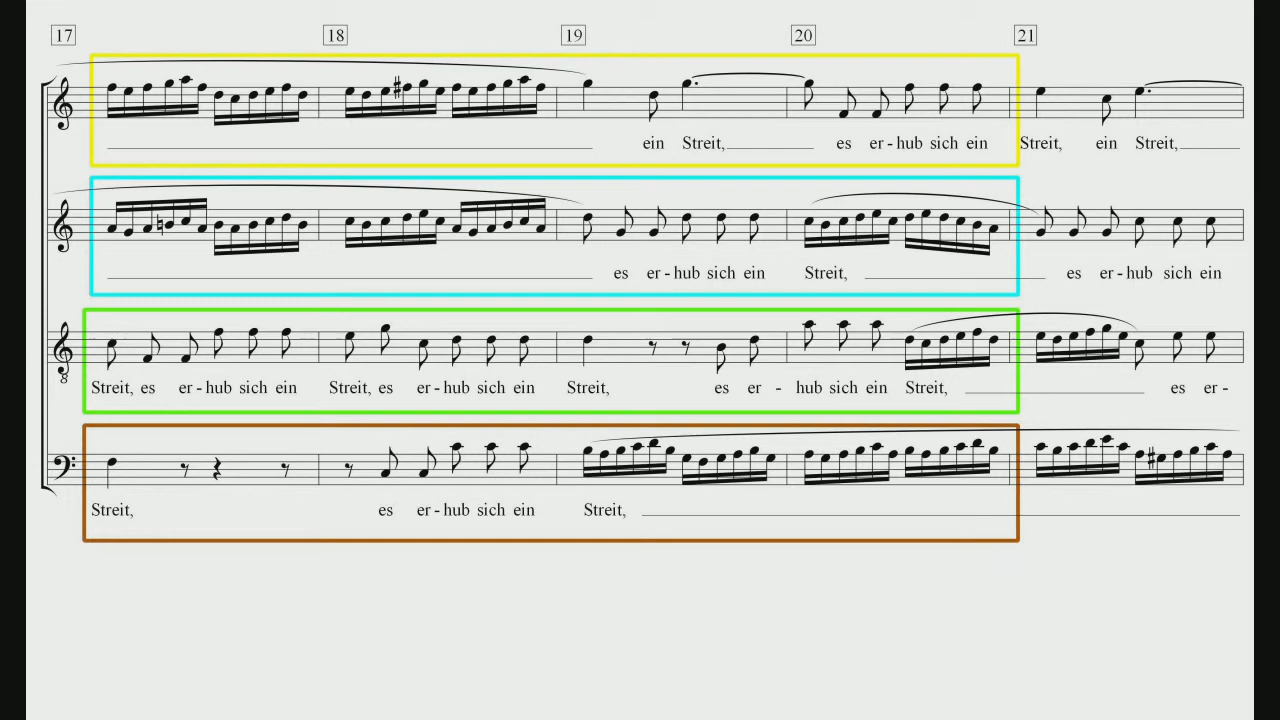 17 18 19 20 21
ein Streit, es er - hub sich ein Streit, ein Streit,
es er - hub sich ein Streit, es er - hub sich ein
8
Streit, es er - hub sich ein Streit, es er - hub sich ein Streit, es er - hub sich ein Streit, es er -
Streit, es er - hub sich ein Streit,